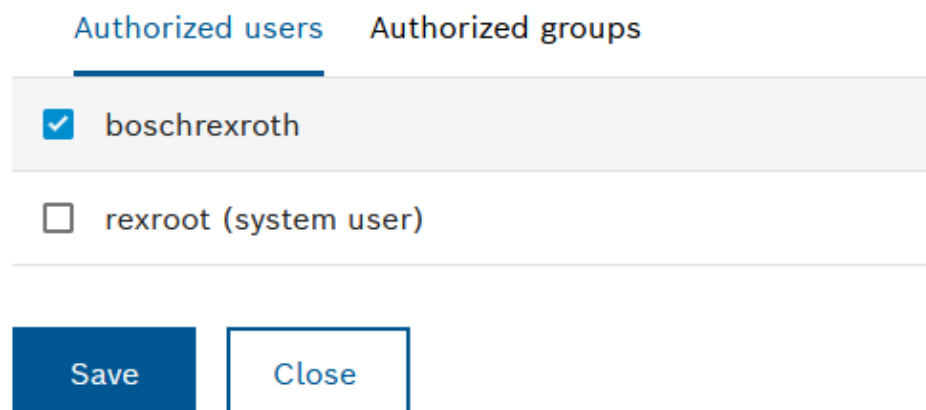 Authorized users Authorized groups
boschrexroth
rexroot (system user)
Save Close